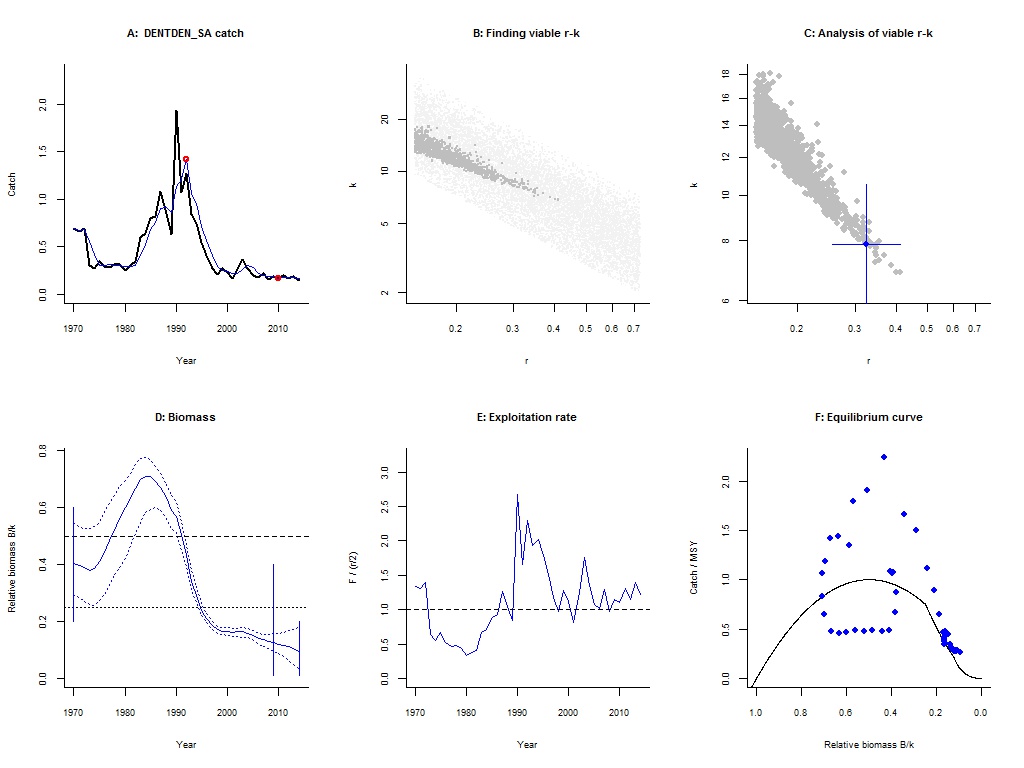 A: DENTDEN_SA catch
Catch
2.0
1.5
1.0
0.5
0.0
1970 1980 1990 2000 2010
Year
B: Finding viable r-k
k
20
10
5
2
0.2 0.3 0.4 0.5 0.6 0.7
r
C: Analysis of viable r-k
k
18
16
14
12
10
8
6
0.2 0.3 0.4 0.5 0.6 0.7
r
D: Biomass
Relative biomass B/k
0.8
0.6
0.4
0.2
0.0
1970 1980 1990 2000 2010
Year
E: Exploitation rate
F / (r/2)
3.0
2.5
2.0
1.5
1.0
0.5
0.0
1970 1980 1990 2000 2010
Year
F: Equilibrium curve
Catch / MSY
2.0
1.5
1.0
0.5
0.0
1.0 0.8 0.6 0.4 0.2 0.0
Relative biomass B/k